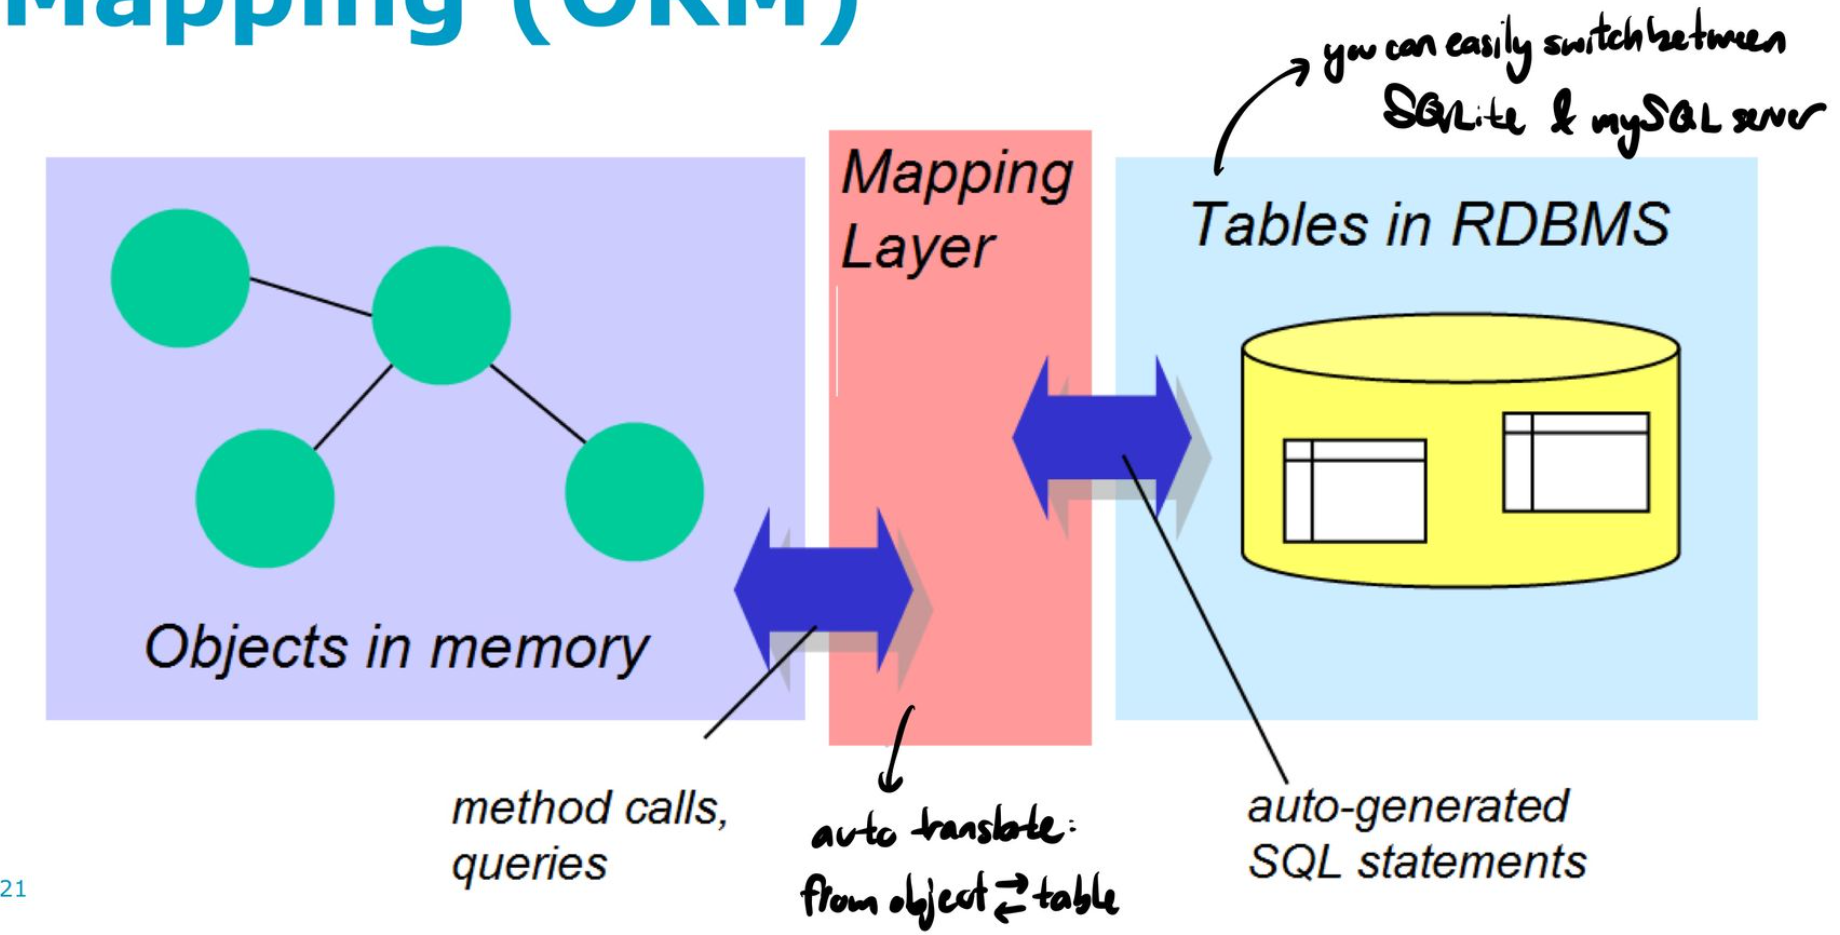 Mapping (ORM)
you can easily switch between
SQLite & mySQL server
Mapping
Layer
Tables in RDBMS
Objects in memory
method calls,
queries
auto translate:
from object ⇄ table
auto-generated
SQL statements
21